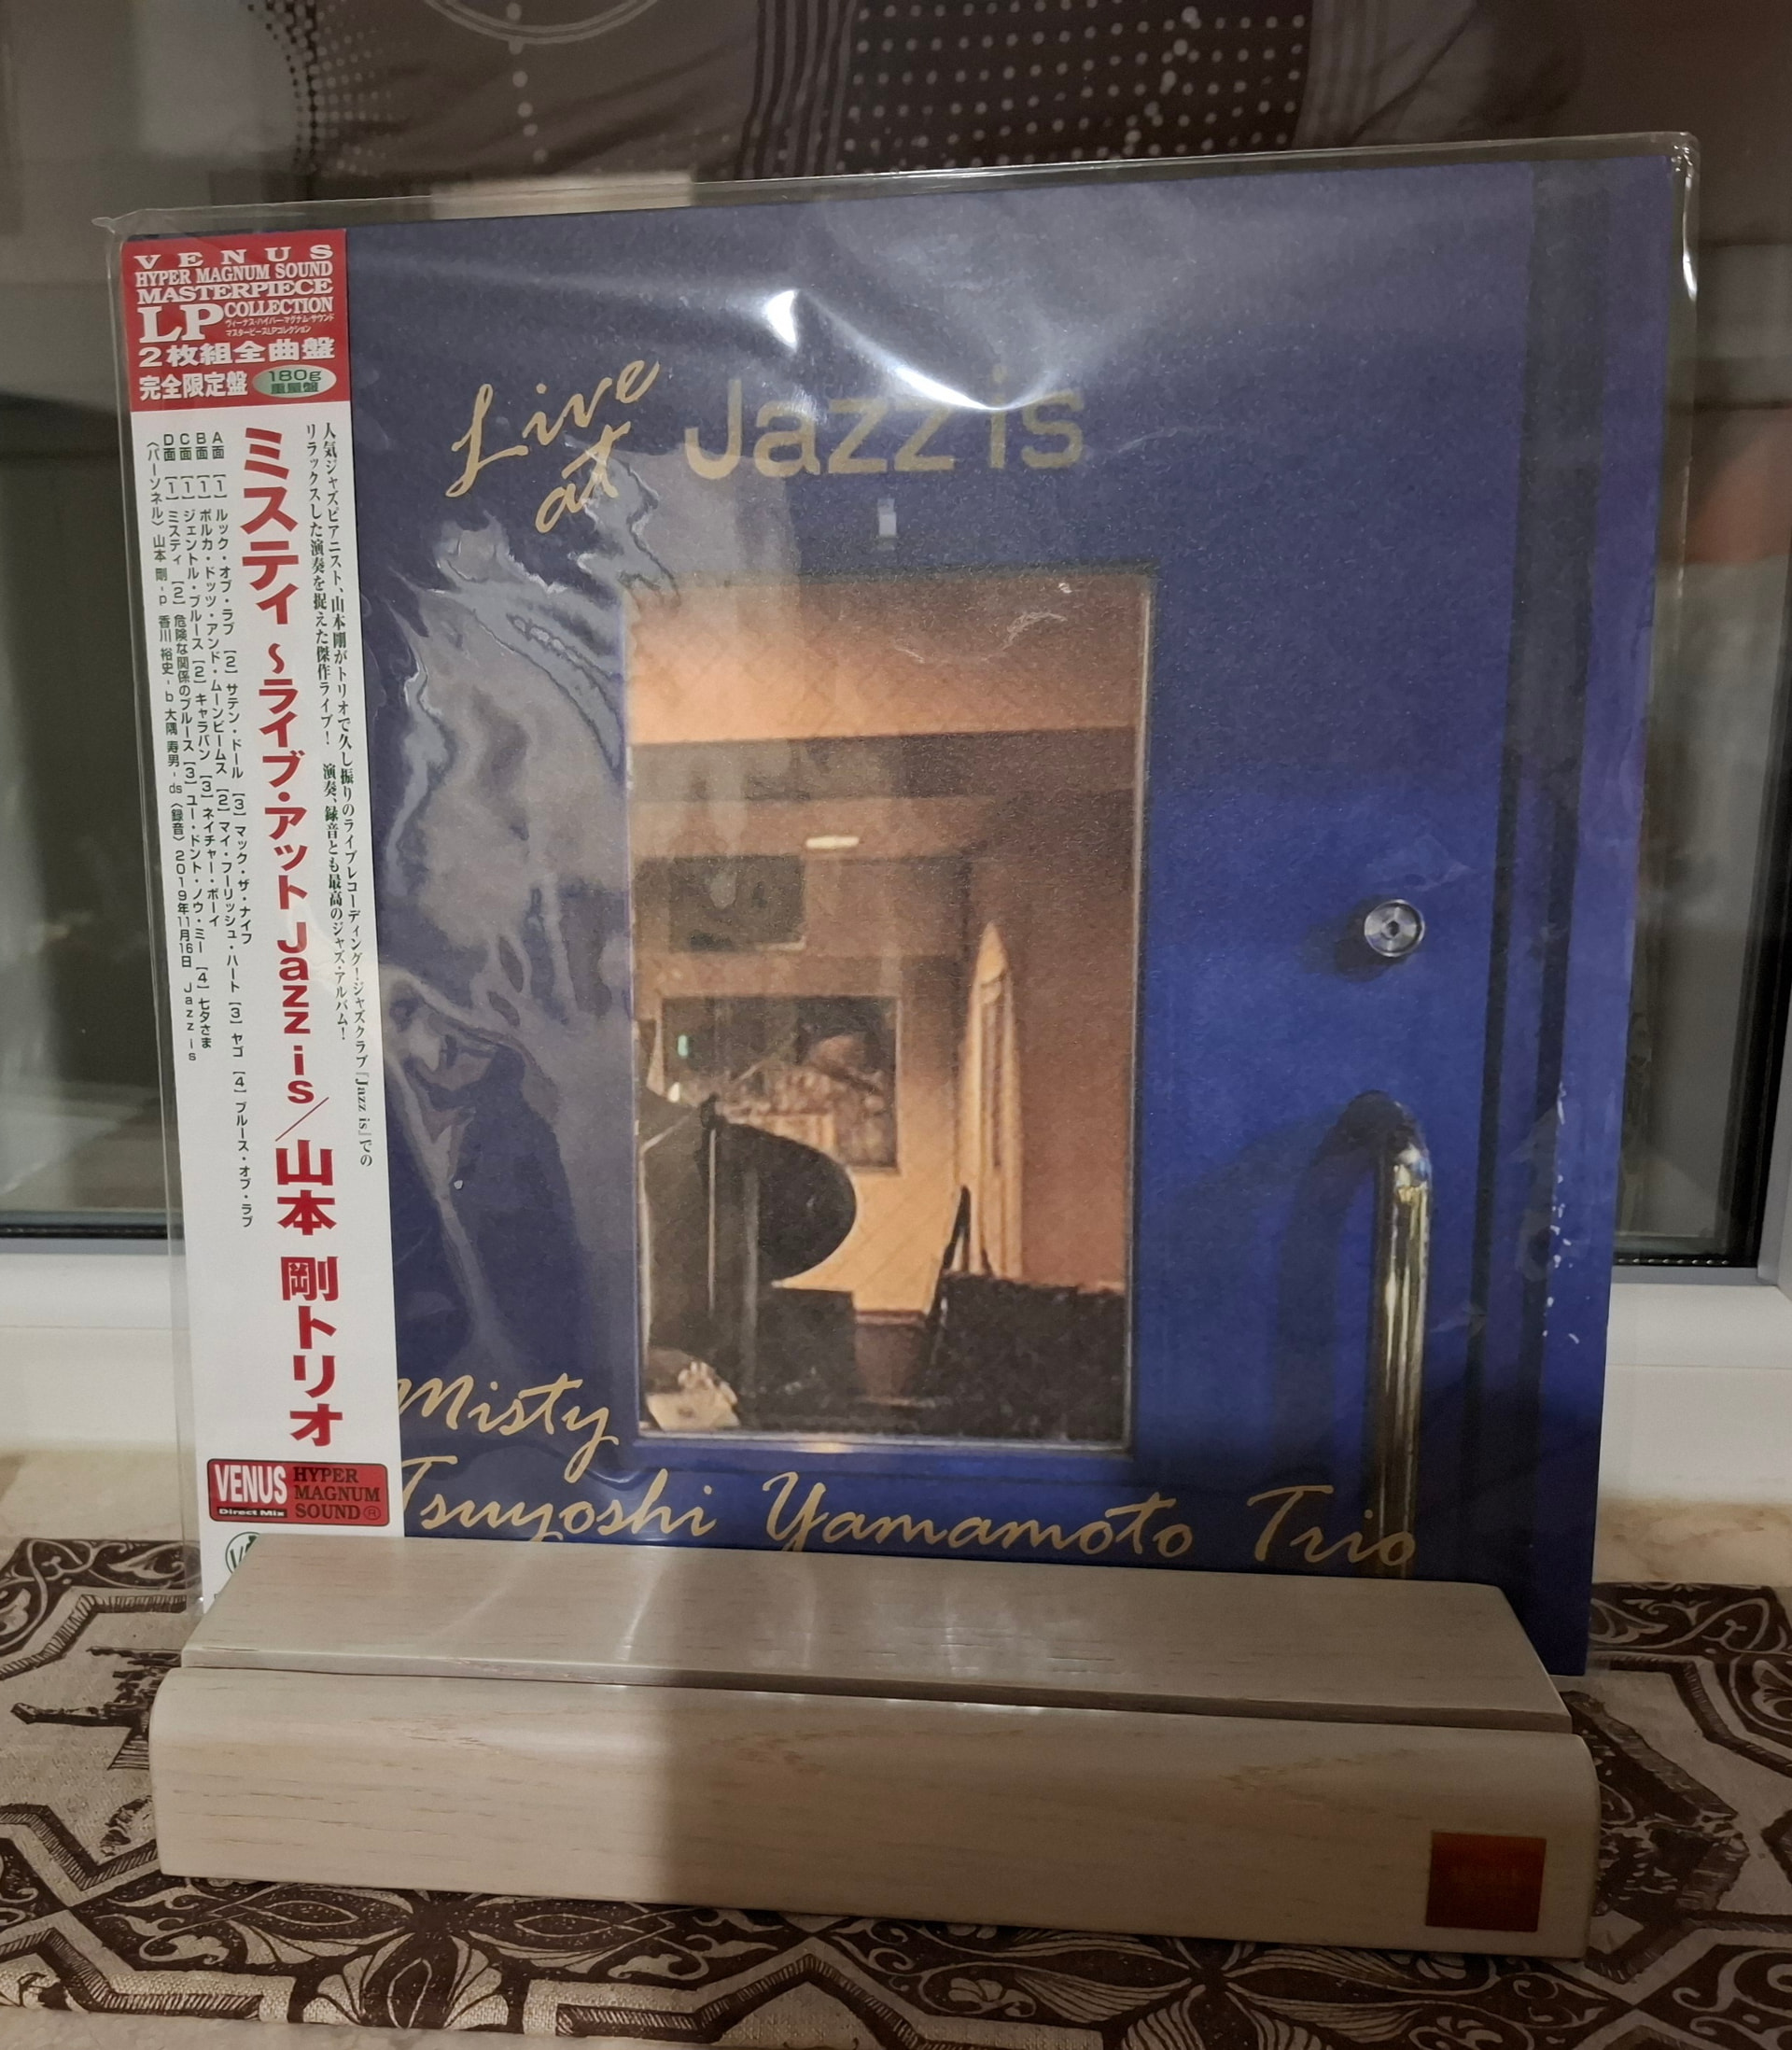 VENUS
HYPER MAGNUM SOUND
MASTERPIECE
LP COLLECTION
ヴィーナス・ハイパー・マグナム・サウンド
マスターピースLPコレクション
2枚組全曲盤
完全限定盤 180g
重量盤
人気ジャズピアニスト、山本剛がトリオで久し振りのライブレコーディング!ジャズクラブ「Jazz is」での
リラックスした演奏を捉えた傑作ライブ! 演奏、録音とも最高のジャズ・アルバム!
ミスティ~ライブ・アット Jazz is/山本 剛トリオ
A面 [1] ルック・オブ・ラブ [2] サテン・ドール [3] マック・ザ・ナイフ
B面 [1] ポルカ・ドッツ・アンド・ムーンビームス [2] マイ・フーリッシュ・ハート [3] ヤゴ [4] ブルース・オブ・ラブ
C面 [1] ジェントル・ブルース [2] キャラバン [3] ネイチャー・ボーイ
D面 [1] ミスティ [2] 危険な関係のブルース [3] ユー・ドント・ノウ・ミー [4] 七夕さま
〈パーソネル〉 山本 剛-p 香川 裕史-b 大隅 寿男-ds 〈録音〉 2019年11月16日 Jazz is
VENUS HYPER
MAGNUM
Direct Mix SOUND®
Live
at Jazz is
Misty
Tsuyoshi Yamamoto Trio